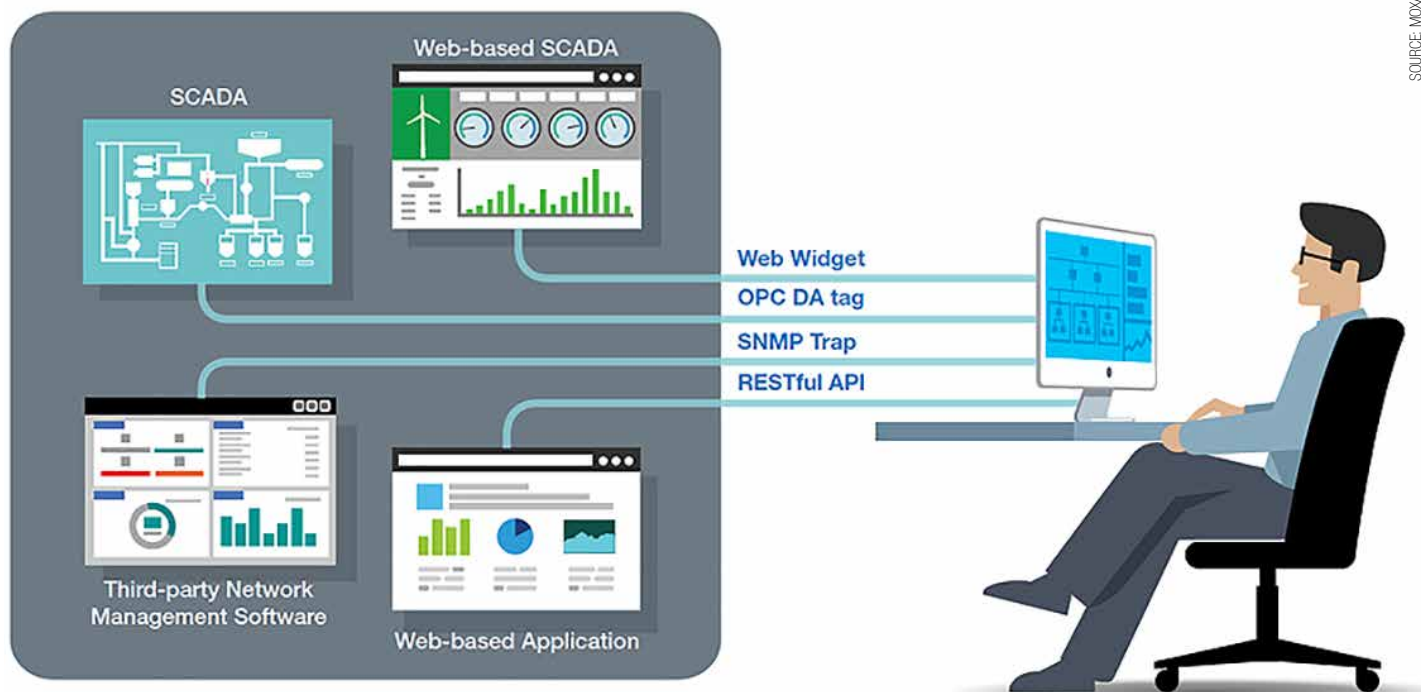 SOURCE: MOXA
Web-based SCADA
SCADA
Web Widget
OPC DA tag
SNMP Trap
RESTful API
Third-party Network
Management Software
Web-based Application